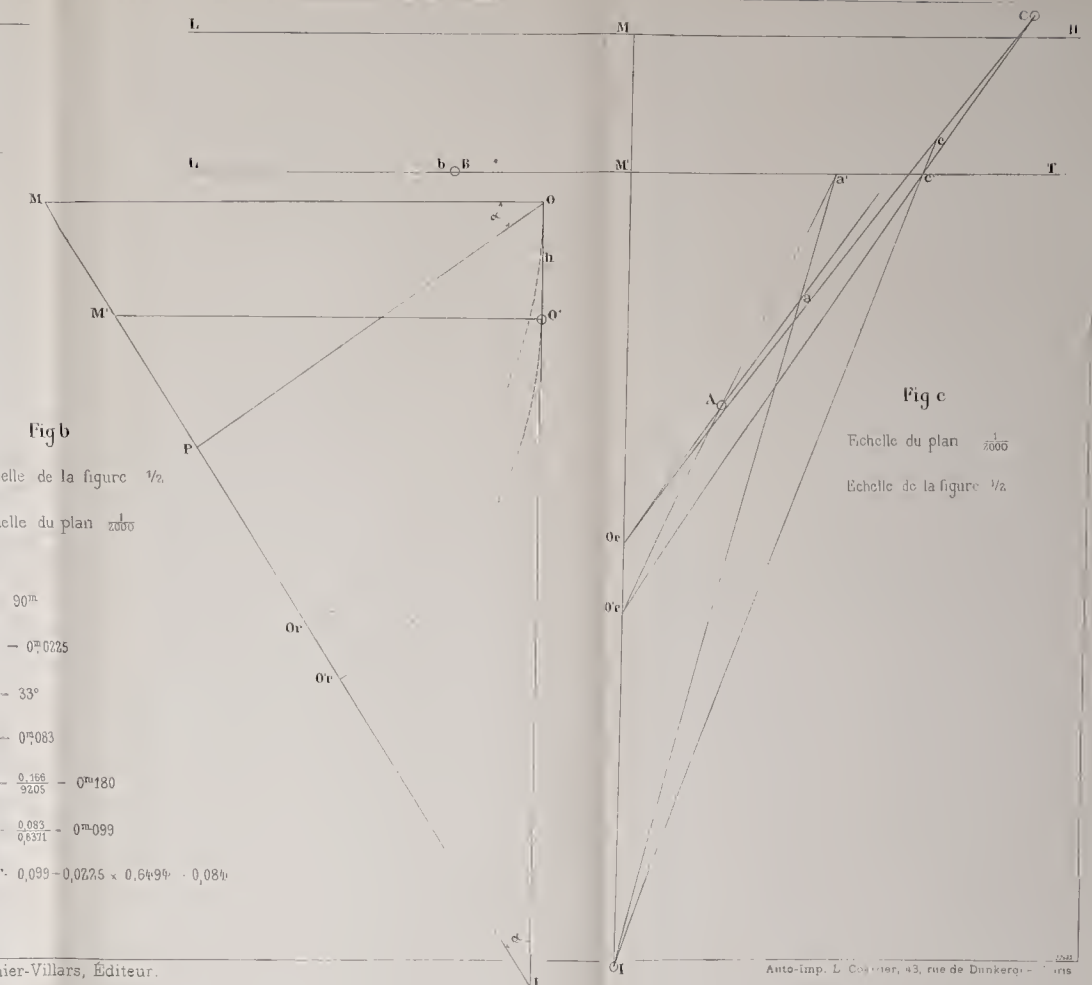 L
M
C
H
L
b B
M'
a'
c'
T
M
O
α
h
M'
O'
c
a
A
P
Or
O'r
α
I
Or
O'r
I
Fig b
elle de la figure 1/2
elle du plan 1/2000
90m
— 0m,0225
— 33°
— 0m,083
— 0,166/9205 — 0m180
0,083/0,8371 — 0m099
0,099 — 0,0225 × 0,6494 0,084
Fig c
Echelle du plan 1/2000
Echelle de la figure 1/2
hier-Villars, Éditeur.
Auto-Imp. L 43, rue de